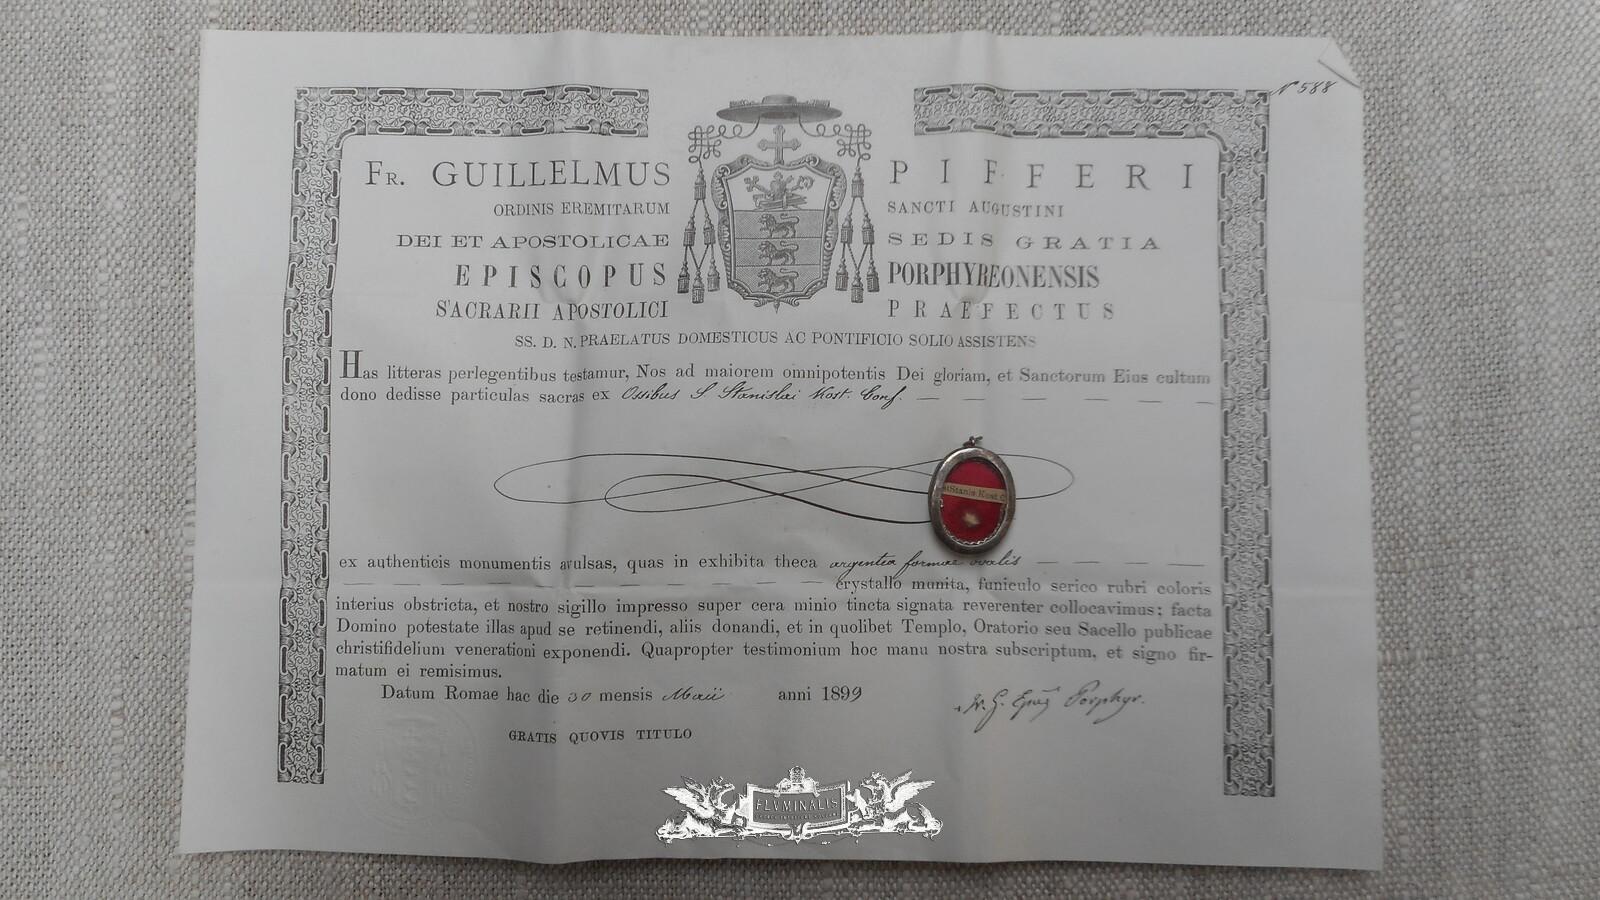 N° 588
FR. GUILLELMUS PIFFERI
ORDINIS EREMITARUM SANCTI AUGUSTINI
DEI ET APOSTOLICAE SEDIS GRATIA
EPISCOPUS PORPHYREONENSIS
SACRARII APOSTOLICI PRAEFECTUS
SS. D. N. PRAELATUS DOMESTICUS AC PONTIFICIO SOLIO ASSISTENS
Has litteras perlegentibus testamur, Nos ad maiorem omnipotentis Dei gloriam, et Sanctorum Eius cultum
dono dedisse particulas sacras ex Ossibus S Stanislai Kost. Conf.
Stanis Kost. C
ex authenticis monumentis avulsas, quas in exhibita theca argentea formae ovalis
crystallo munita, funiculo serico rubri coloris
interius obstricta, et nostro sigillo impresso super cera minio tincta signata reverenter collocavimus; facta
Domino potestate illas apud se retinendi, aliis donandi, et in quolibet Templo, Oratorio seu Sacello publicae
christifidelium venerationi exponendi. Quapropter testimonium hoc manu nostra subscriptum, et signo fir-
matum ei remisimus.
Datum Romae hac die 30 mensis Maii anni 1899
G. Epus Porphyr.
GRATIS QUOVIS TITULO
FLVMINALIS